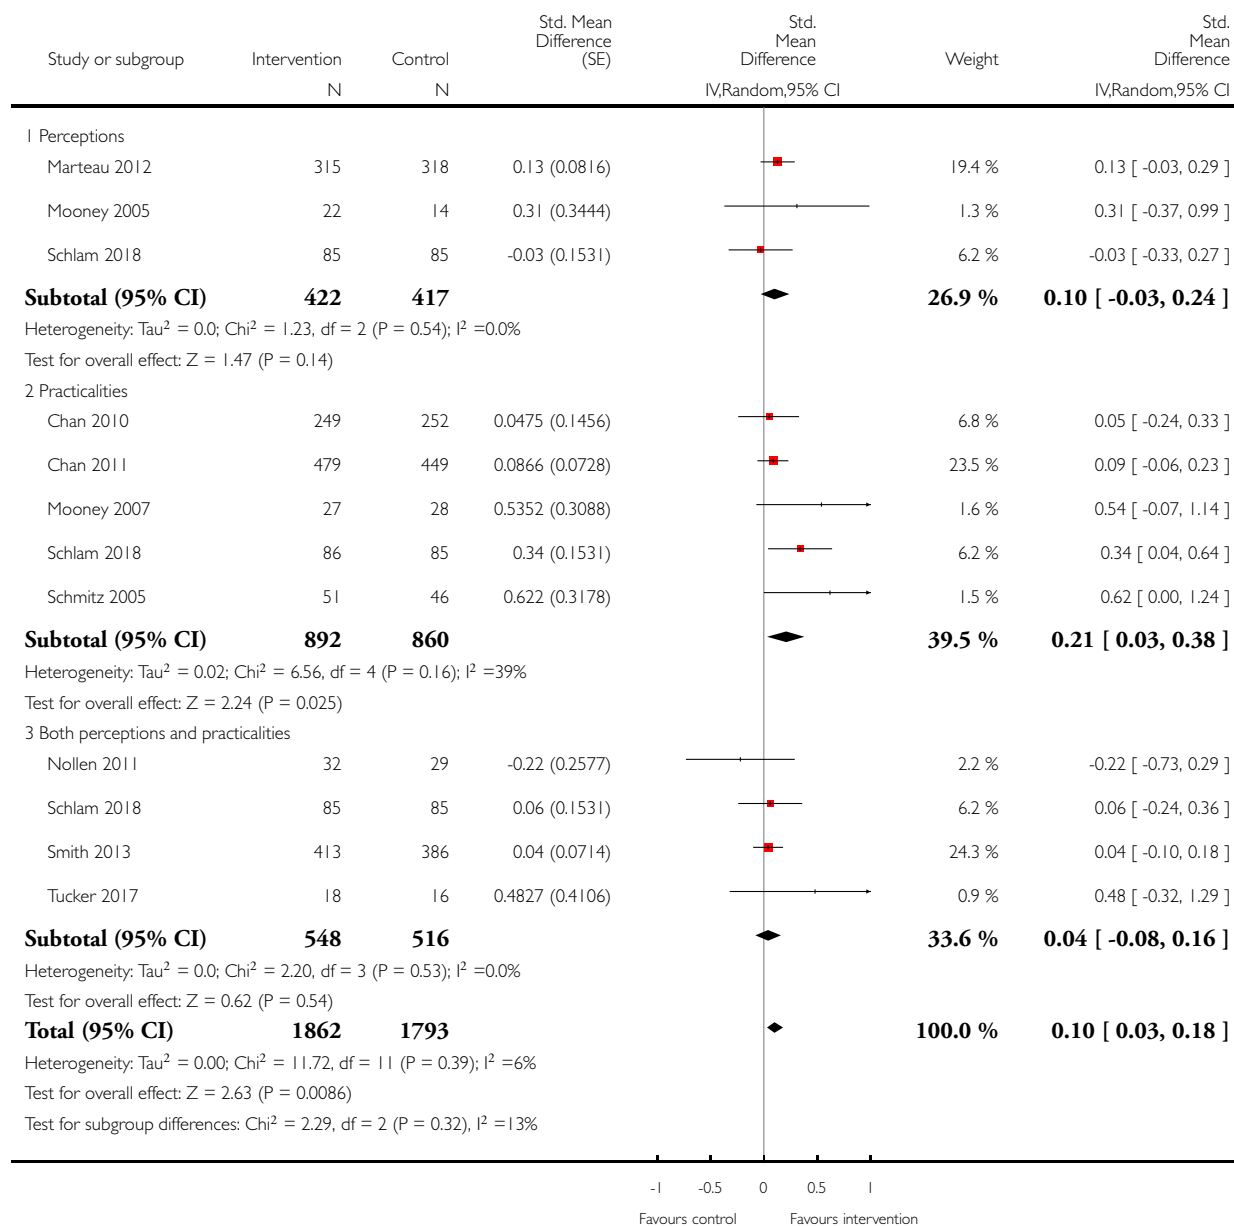 Study or subgroup Intervention Control Std. Mean Difference (SE) Std. Mean Difference Weight Std. Mean Difference
N N IV,Random,95% CI IV,Random,95% CI
1 Perceptions
Marteau 2012 315 318 0.13 (0.0816) 19.4 % 0.13 [ -0.03, 0.29 ]
Mooney 2005 22 14 0.31 (0.3444) 1.3 % 0.31 [ -0.37, 0.99 ]
Schlam 2018 85 85 -0.03 (0.1531) 6.2 % -0.03 [ -0.33, 0.27 ]
Subtotal (95% CI) 422 417 26.9 % 0.10 [ -0.03, 0.24 ]
Heterogeneity: Tau² = 0.0; Chi² = 1.23, df = 2 (P = 0.54); I² =0.0%
Test for overall effect: Z = 1.47 (P = 0.14)
2 Practicalities
Chan 2010 249 252 0.0475 (0.1456) 6.8 % 0.05 [ -0.24, 0.33 ]
Chan 2011 479 449 0.0866 (0.0728) 23.5 % 0.09 [ -0.06, 0.23 ]
Mooney 2007 27 28 0.5352 (0.3088) 1.6 % 0.54 [ -0.07, 1.14 ]
Schlam 2018 86 85 0.34 (0.1531) 6.2 % 0.34 [ 0.04, 0.64 ]
Schmitz 2005 51 46 0.622 (0.3178) 1.5 % 0.62 [ 0.00, 1.24 ]
Subtotal (95% CI) 892 860 39.5 % 0.21 [ 0.03, 0.38 ]
Heterogeneity: Tau² = 0.02; Chi² = 6.56, df = 4 (P = 0.16); I² =39%
Test for overall effect: Z = 2.24 (P = 0.025)
3 Both perceptions and practicalities
Nollen 2011 32 29 -0.22 (0.2577) 2.2 % -0.22 [ -0.73, 0.29 ]
Schlam 2018 85 85 0.06 (0.1531) 6.2 % 0.06 [ -0.24, 0.36 ]
Smith 2013 413 386 0.04 (0.0714) 24.3 % 0.04 [ -0.10, 0.18 ]
Tucker 2017 18 16 0.4827 (0.4106) 0.9 % 0.48 [ -0.32, 1.29 ]
Subtotal (95% CI) 548 516 33.6 % 0.04 [ -0.08, 0.16 ]
Heterogeneity: Tau² = 0.0; Chi² = 2.20, df = 3 (P = 0.53); I² =0.0%
Test for overall effect: Z = 0.62 (P = 0.54)
Total (95% CI) 1862 1793 100.0 % 0.10 [ 0.03, 0.18 ]
Heterogeneity: Tau² = 0.00; Chi² = 11.72, df = 11 (P = 0.39); I² =6%
Test for overall effect: Z = 2.63 (P = 0.0086)
Test for subgroup differences: Chi² = 2.29, df = 2 (P = 0.32), I² =13%
-1 -0.5 0 0.5 1
Favours control Favours intervention